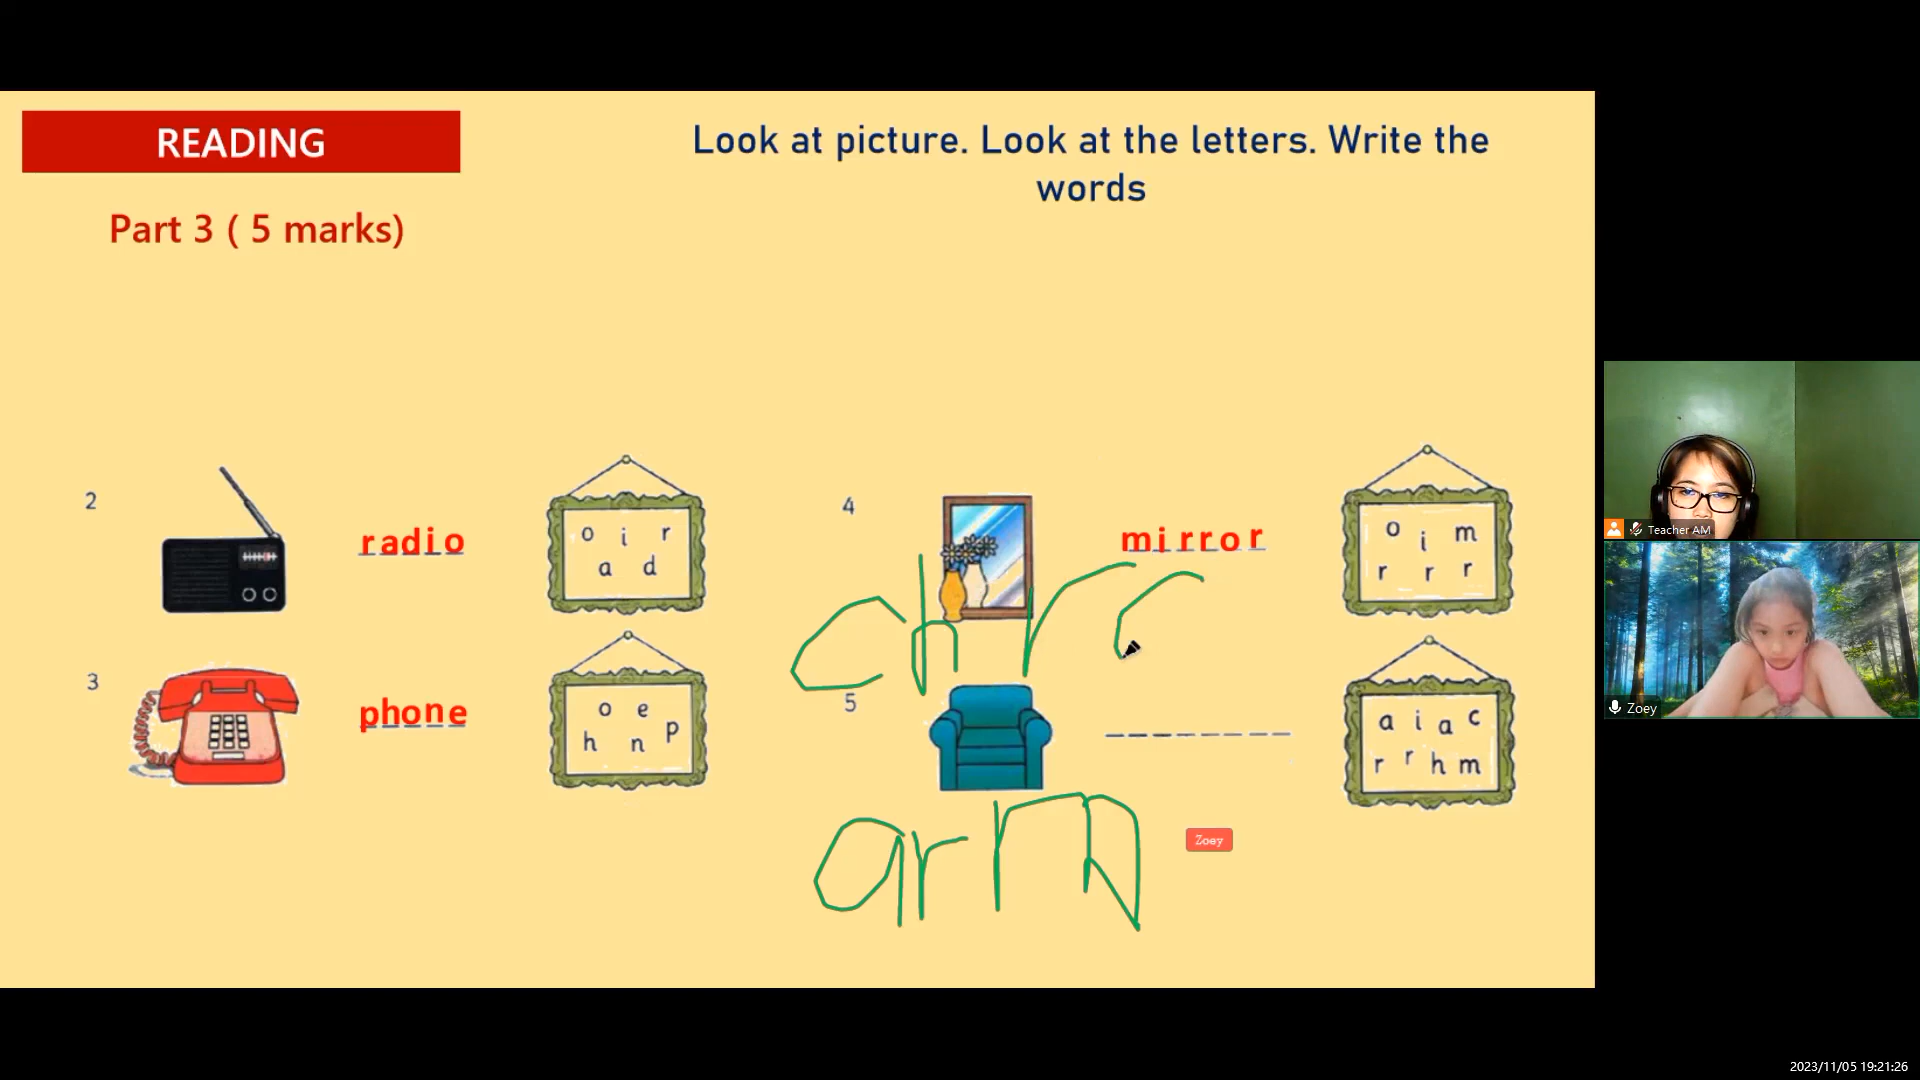 READING
Look at picture. Look at the letters. Write the
words
Part 3 ( 5 marks)
2
radio
o i r
a d
4
mirror
o i m
r r r
3
phone
o e
h n p
ch r
5
a i a c
r r h m
arm
Zoey
Teacher AM
Zoey
2023/11/05 19:21:26